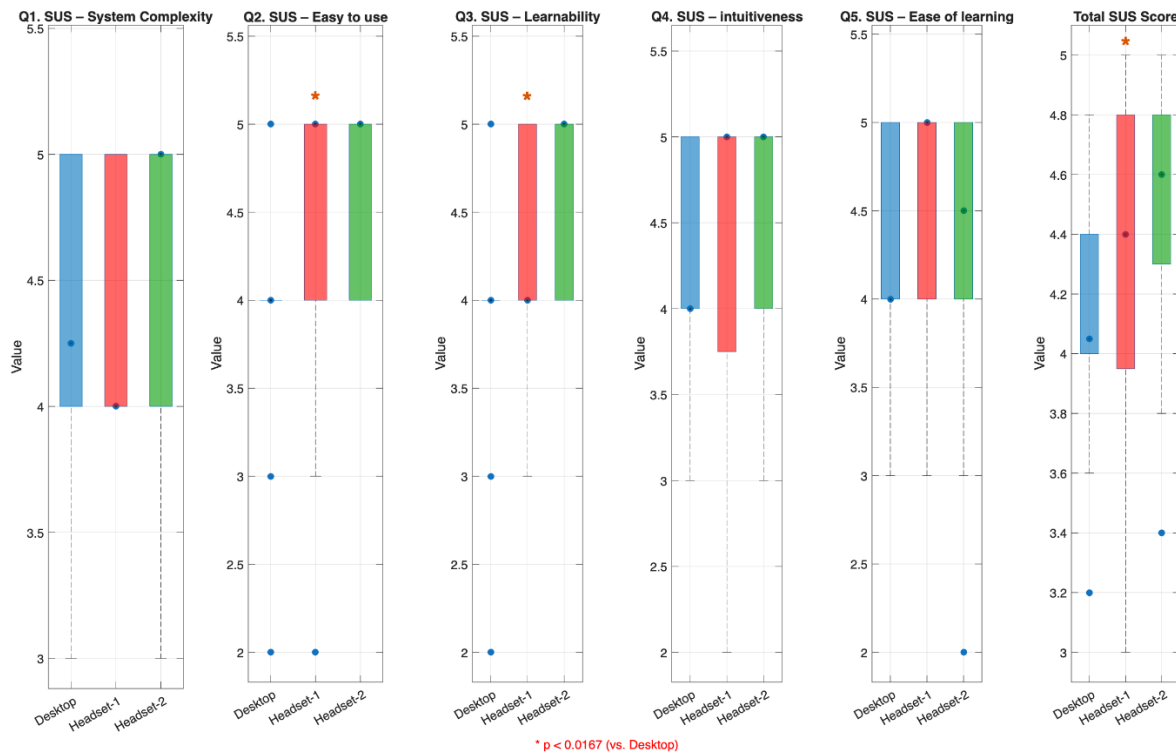 Q1. SUS – System Complexity
5.5
5
4.5
4
3.5
3
Value
Desktop
Headset-1
Headset-2
Q2. SUS – Easy to use
5.5
*
5
4.5
4
3.5
3
2.5
2
Value
Desktop
Headset-1
Headset-2
Q3. SUS – Learnability
5.5
*
5
4.5
4
3.5
3
2.5
2
Value
Desktop
Headset-1
Headset-2
Q4. SUS – intuitiveness
5.5
5
4.5
4
3.5
3
2.5
2
Value
Desktop
Headset-1
Headset-2
Q5. SUS – Ease of learning
5.5
5
4.5
4
3.5
3
2.5
2
Value
Desktop
Headset-1
Headset-2
Total SUS Score
*
5
4.8
4.6
4.4
4.2
4
3.8
3.6
3.4
3.2
3
Value
Desktop
Headset-1
Headset-2
* p < 0.0167 (vs. Desktop)